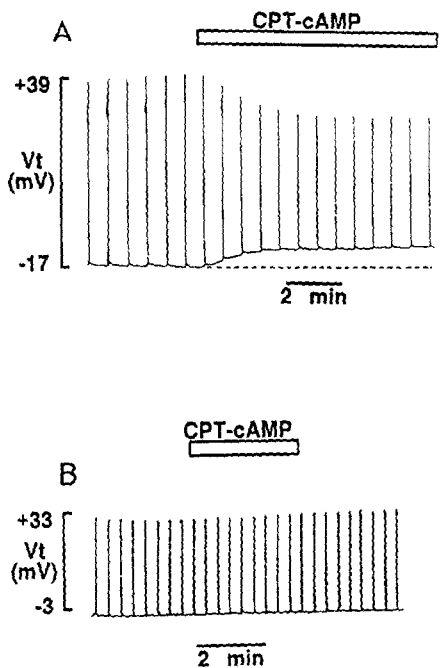 A
CPT-cAMP
+39
Vt
(mV)
-17
2 min
B
CPT-cAMP
+33
Vt
(mV)
-3
2 min